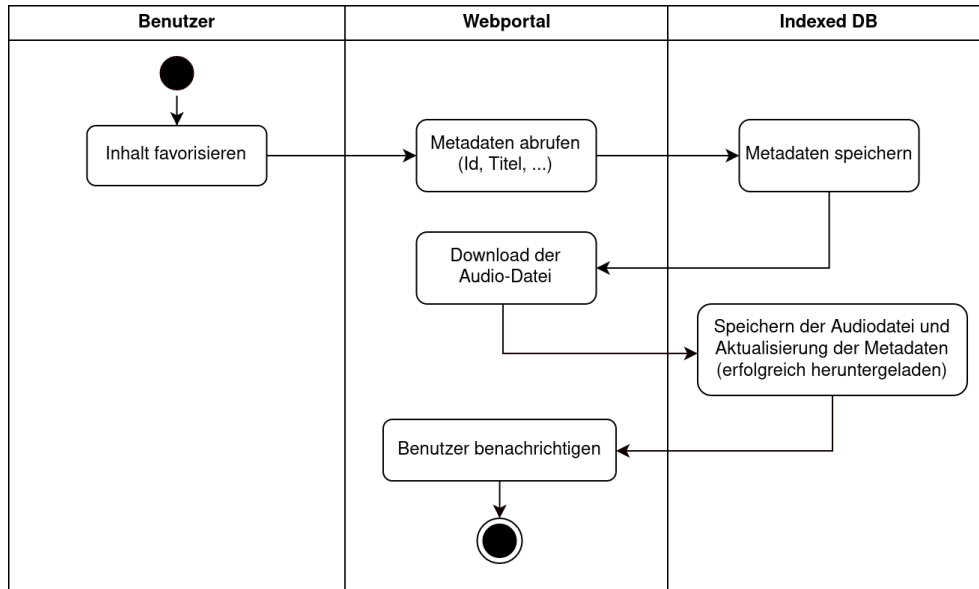 Benutzer
Webportal
Indexed DB
Inhalt favorisieren
Metadaten abrufen
(Id, Titel, ...)
Metadaten speichern
Download der
Audio-Datei
Speichern der Audiodatei und
Aktualisierung der Metadaten
(erfolgreich heruntergeladen)
Benutzer benachrichtigen